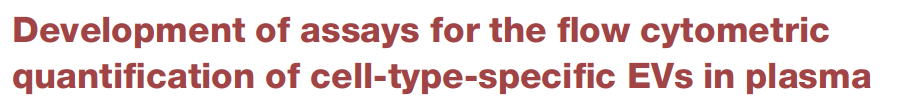 Development of assays for the flow cytometric
quantification of cell-type-specific EVs in plasma